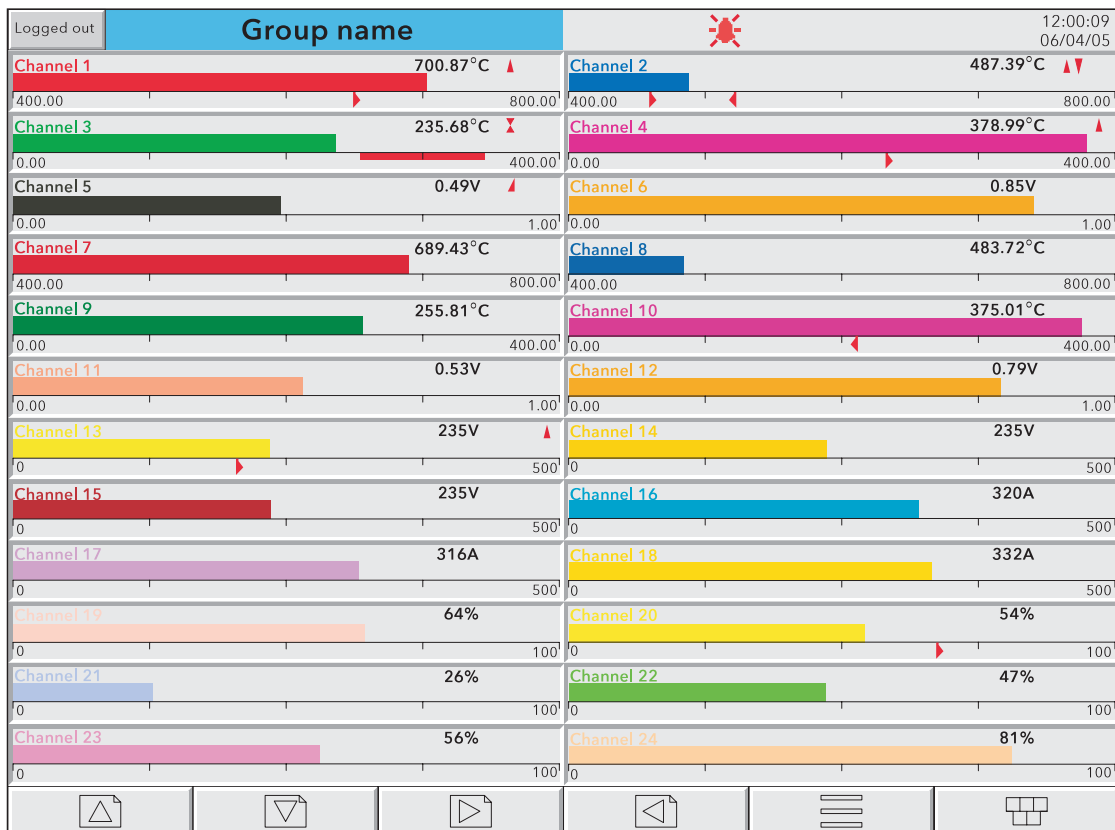 Logged out
Group name
12:00:09
06/04/05
Channel 1 700.87°C
400.00 800.00
Channel 2 487.39°C
400.00 800.00
Channel 3 235.68°C
0.00 400.00
Channel 4 378.99°C
0.00 400.00
Channel 5 0.49V
0.00 1.00
Channel 6 0.85V
0.00 1.00
Channel 7 689.43°C
400.00 800.00
Channel 8 483.72°C
400.00 800.00
Channel 9 255.81°C
0.00 400.00
Channel 10 375.01°C
0.00 400.00
Channel 11 0.53V
0.00 1.00
Channel 12 0.79V
0.00 1.00
Channel 13 235V
0 500
Channel 14 235V
0 500
Channel 15 235V
0 500
Channel 16 320A
0 500
Channel 17 316A
0 500
Channel 18 332A
0 500
Channel 19 64%
0 100
Channel 20 54%
0 100
Channel 21 26%
0 100
Channel 22 47%
0 100
Channel 23 56%
0 100
Channel 24 81%
0 100